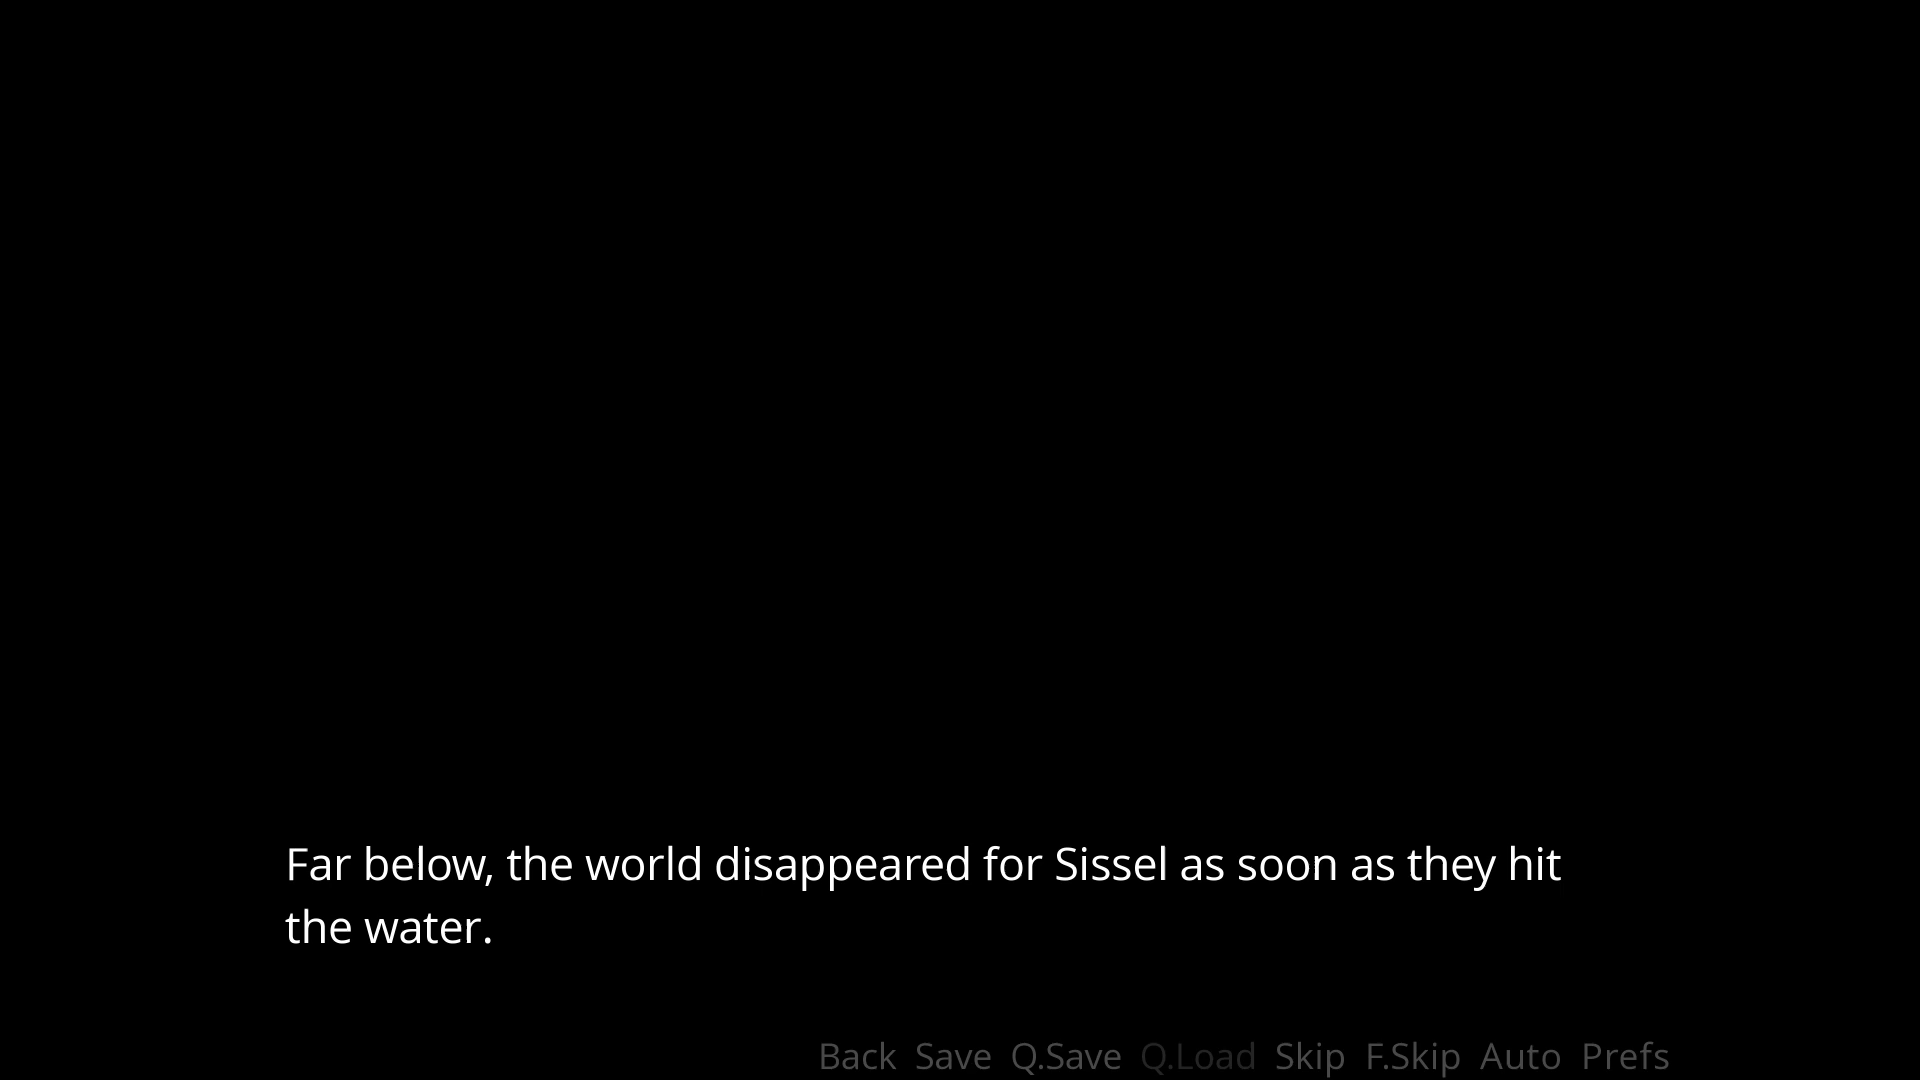 Far below, the world disappeared for Sissel as soon as they hit
the water.
Back Save Q.Save Q.Load Skip F.Skip Auto Prefs